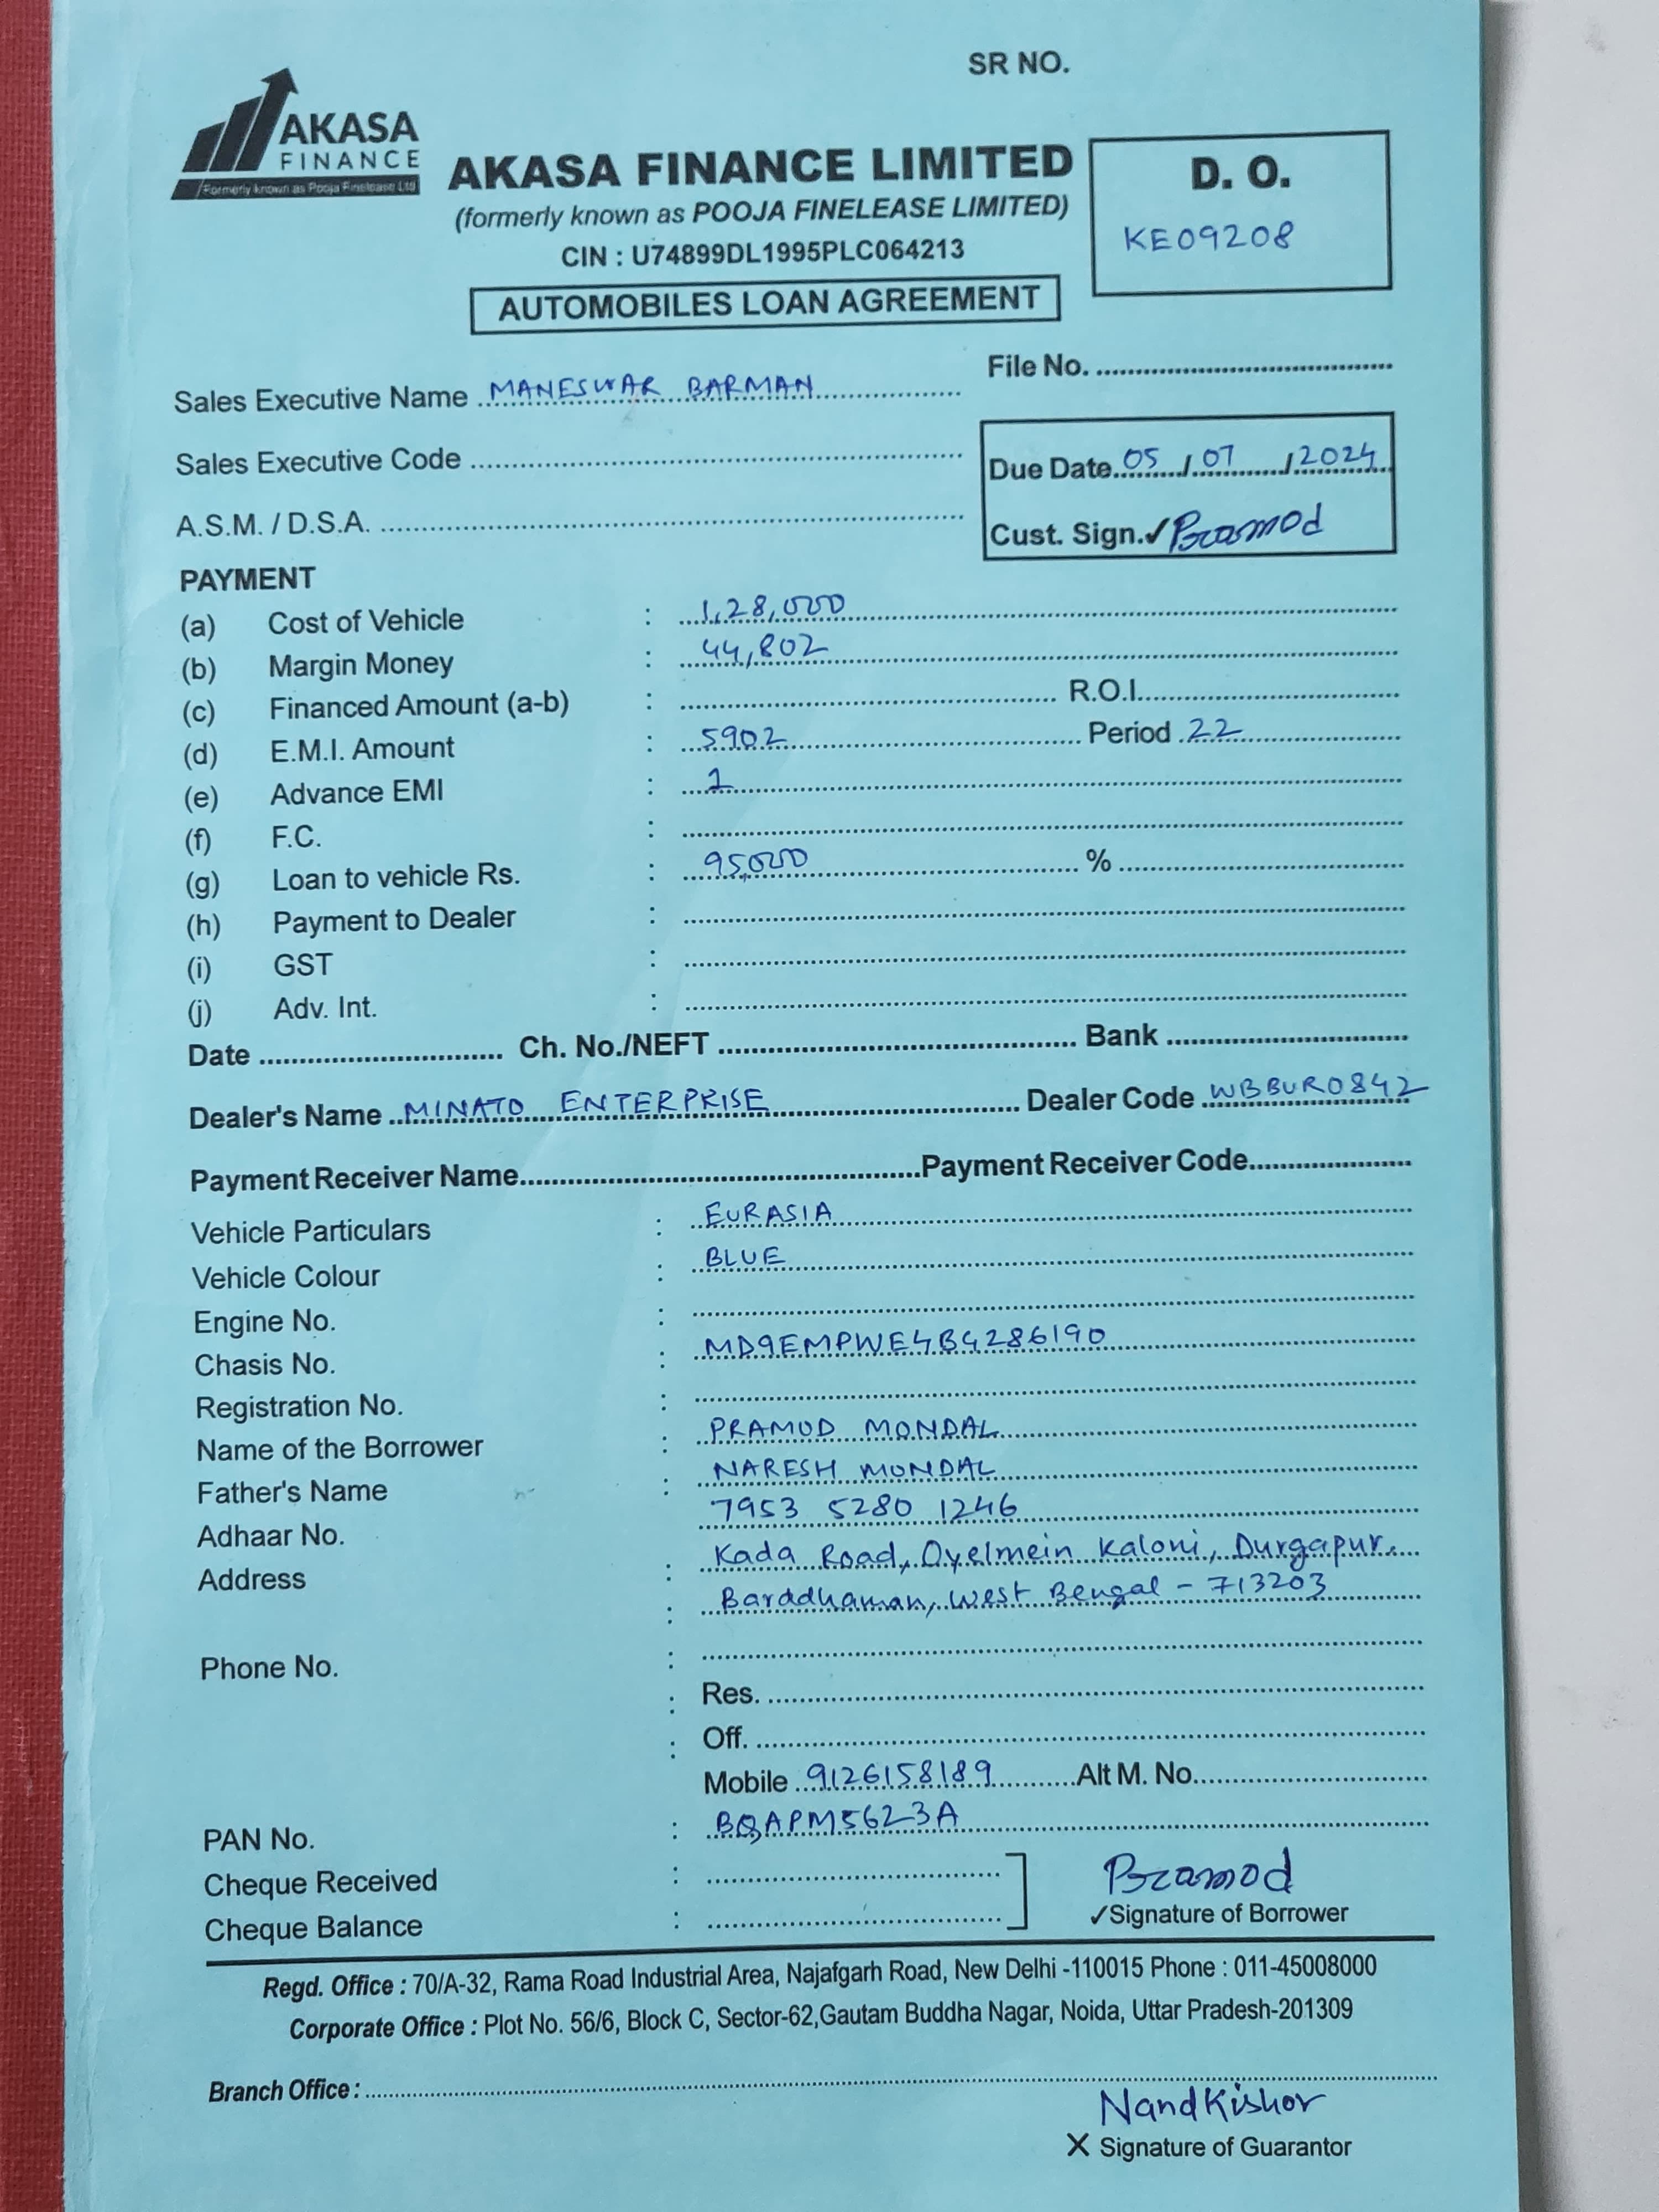 SR NO.
AKASA
FINANCE
Formerly known as Pooja Finelease Ltd
AKASA FINANCE LIMITED
(formerly known as POOJA FINELEASE LIMITED)
CIN : U74899DL1995PLC064213
AUTOMOBILES LOAN AGREEMENT
D. O.
KE09208
File No.
Sales Executive Name MANESWAR BARMAN
Sales Executive Code
Due Date 05 / 07 / 2024
A.S.M. / D.S.A.
Cust. Sign. ✓ Pramod
PAYMENT
(a) Cost of Vehicle : 1,28,000
(b) Margin Money : 44,802
(c) Financed Amount (a-b) : R.O.I.
(d) E.M.I. Amount : 5902 Period 22
(e) Advance EMI : 1
(f) F.C. :
(g) Loan to vehicle Rs. : 95,000 %
(h) Payment to Dealer :
(i) GST :
(j) Adv. Int. :
Date Ch. No./NEFT Bank
Dealer's Name MINATO ENTERPRISE Dealer Code WBBUR0842
Payment Receiver Name Payment Receiver Code
Vehicle Particulars : EURASIA
Vehicle Colour : BLUE
Engine No. :
Chasis No. : MD9EMPWE4B4286190
Registration No. :
Name of the Borrower : PRAMOD MONDAL
Father's Name : NARESH MONDAL
Adhaar No. 7953 5280 1246
Address : Kada Road, Dyelmein Kaloni, Durgapur,
: Barddhaman, West Bengal - 713203
Phone No. :
: Res.
: Off.
Mobile 9126158189 Alt M. No.
PAN No. : BQAPM5623A
Cheque Received :
Cheque Balance :
Pramod
✓Signature of Borrower
Regd. Office : 70/A-32, Rama Road Industrial Area, Najafgarh Road, New Delhi -110015 Phone : 011-45008000
Corporate Office : Plot No. 56/6, Block C, Sector-62,Gautam Buddha Nagar, Noida, Uttar Pradesh-201309
Branch Office :
NandKishor
X Signature of Guarantor